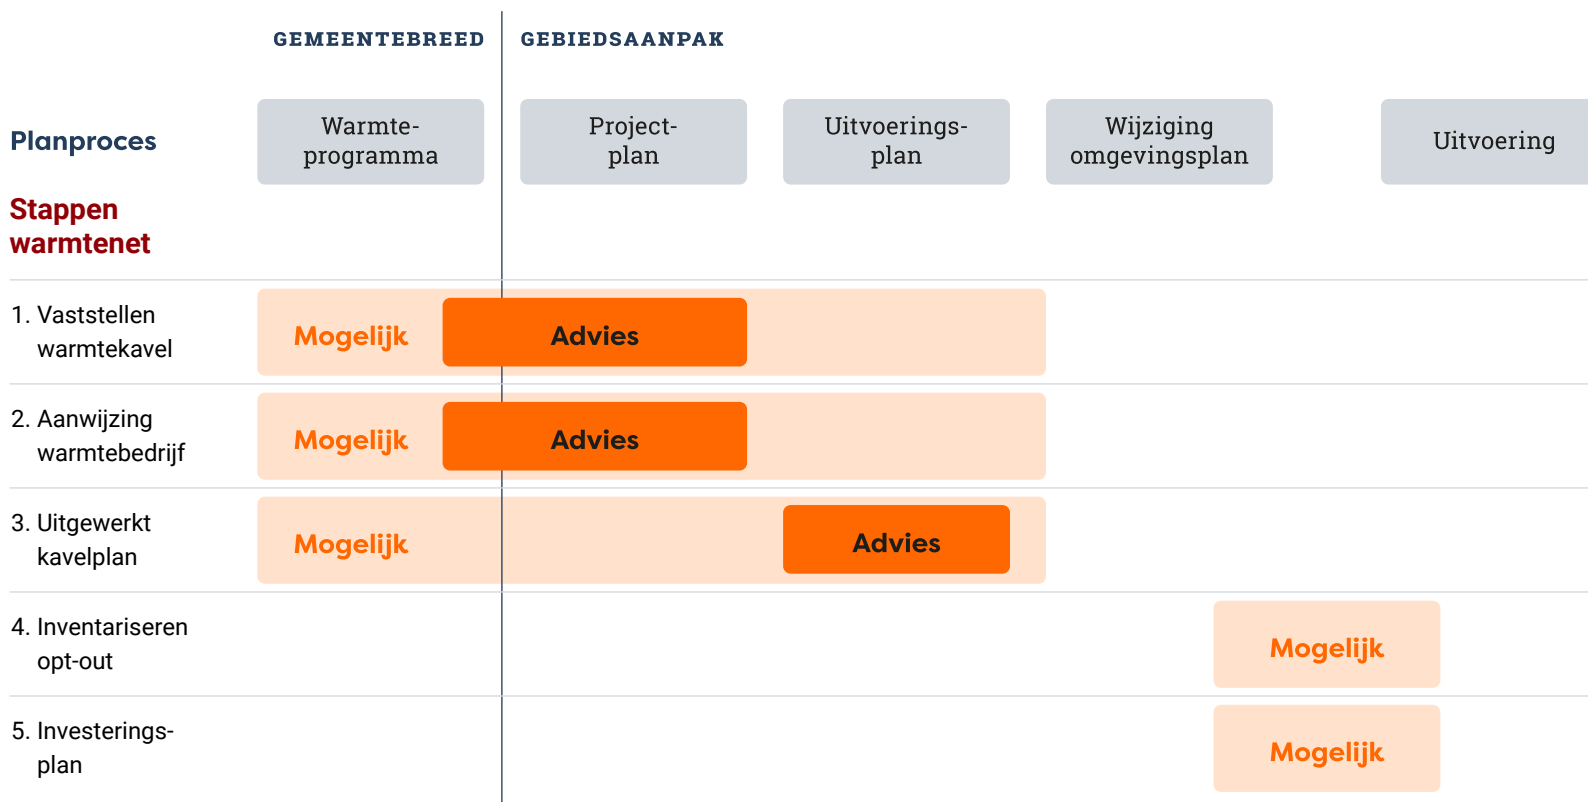 GEMEENTEBREED GEBIEDSAANPAK
Planproces
Warmte-
programma
Project-
plan
Uitvoerings-
plan
Wijziging
omgevingsplan
Uitvoering
Stappen
warmtenet
1. Vaststellen
warmtekavel
Mogelijk
Advies
2. Aanwijzing
warmtebedrijf
Mogelijk
Advies
3. Uitgewerkt
kavelplan
Mogelijk
Advies
4. Inventariseren
opt-out
Mogelijk
5. Investerings-
plan
Mogelijk